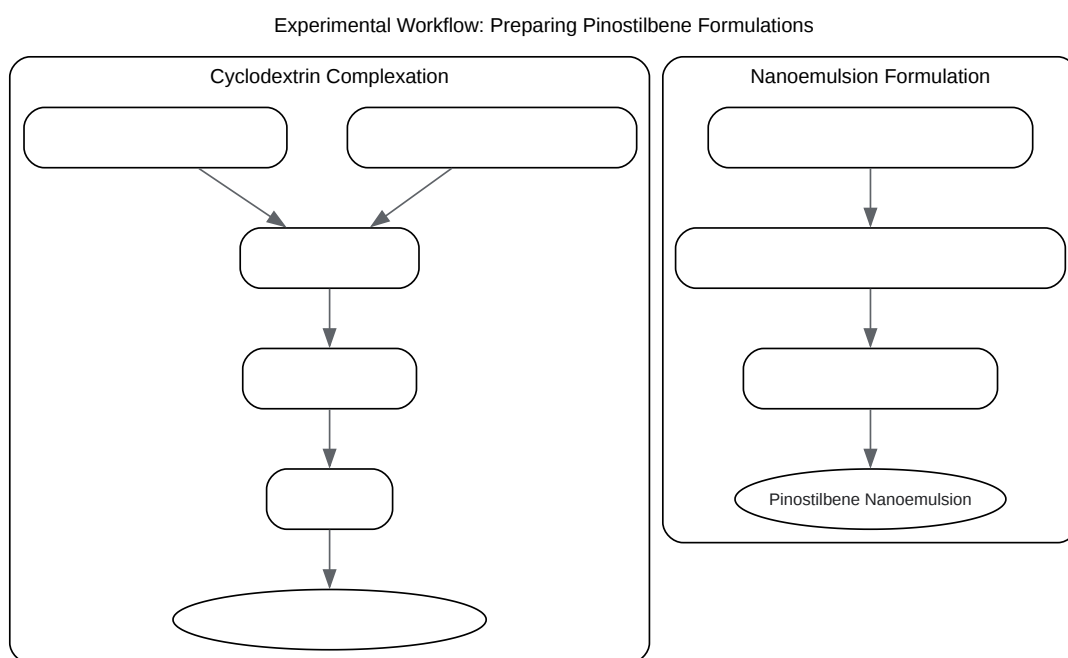 Experimental Workflow: Preparing Pinostilbene Formulations
Cyclodextrin Complexation
Nanoemulsion Formulation
Pinostilbene Nanoemulsion